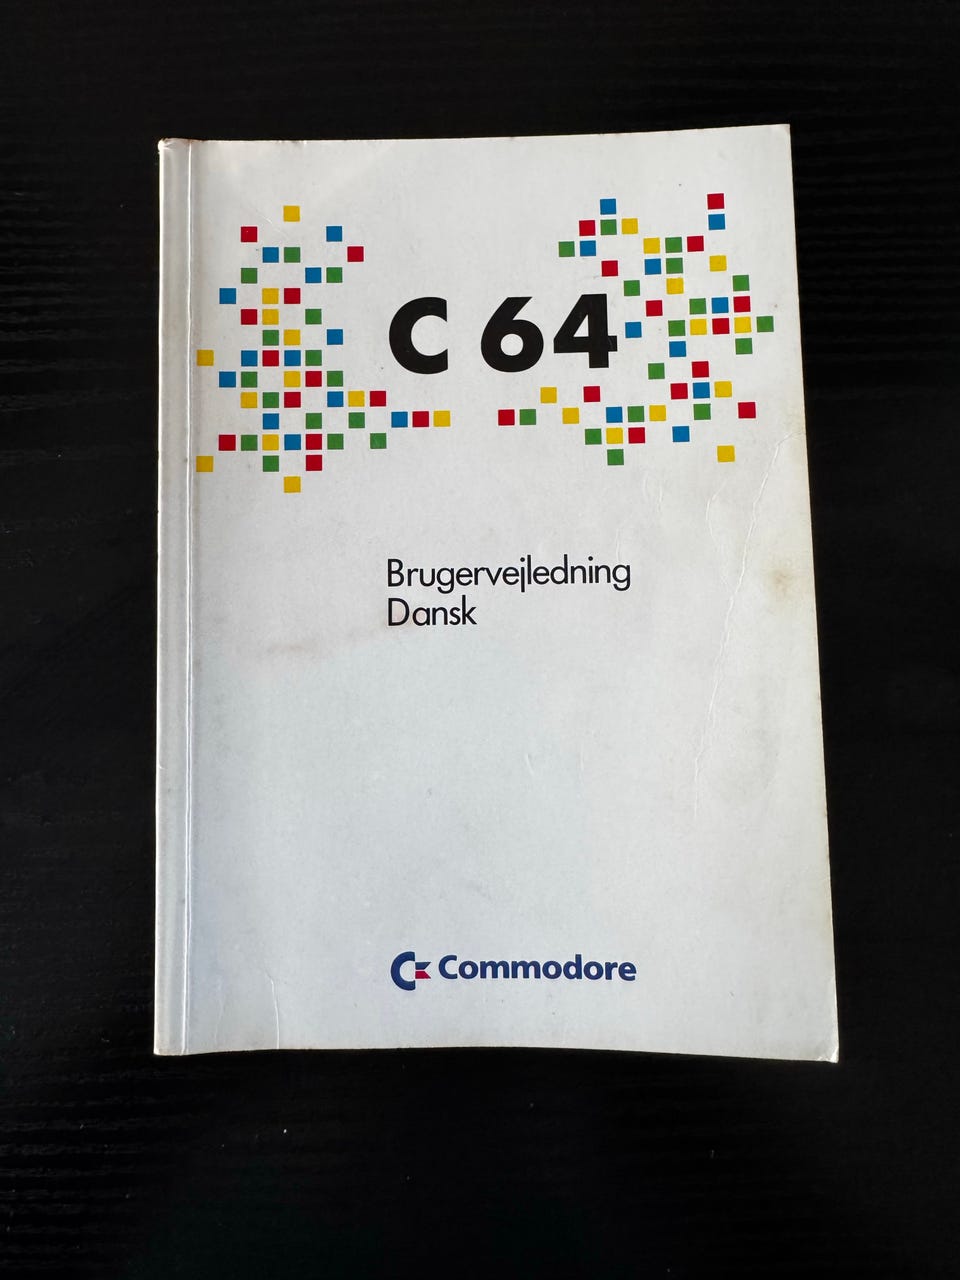 C 64
Brugervejledning
Dansk
Commodore